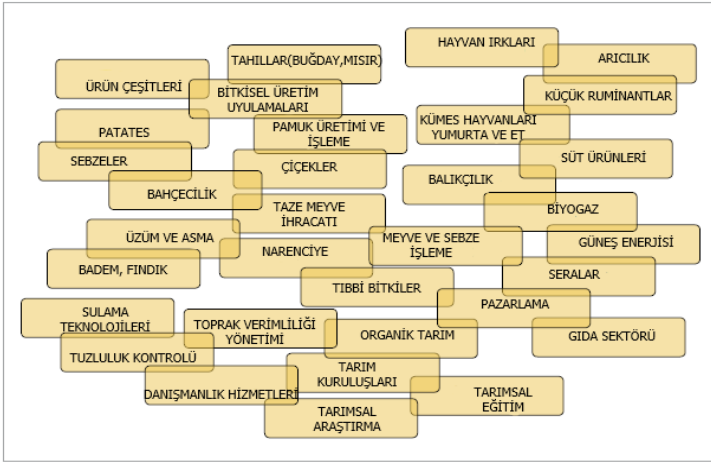 HAYVAN IRKLARI
TAHILLAR(BUĞDAY,MISIR)
ARICILIK
ÜRÜN ÇEŞİTLERİ
BİTKİSEL ÜRETİM
UYULAMALARI
KÜÇÜK RUMİNANTLAR
PATATES
PAMUK ÜRETİMİ VE
İŞLEME
KÜMES HAYVANLARI
YUMURTA VE ET
SEBZELER
ÇİÇEKLER
SÜT ÜRÜNLERİ
BAHÇECİLİK
BALIKÇILIK
TAZE MEYVE
İHRACATI
BİYOGAZ
ÜZÜM VE ASMA
NARENCİYE
MEYVE VE SEBZE
İŞLEME
GÜNEŞ ENERJİSİ
BADEM, FINDIK
TIBBİ BİTKİLER
SERALAR
SULAMA
TEKNOLOJİLERİ
TOPRAK VERİMLİLİĞİ
YÖNETİMİ
ORGANİK TARIM
PAZARLAMA
GIDA SEKTÖRÜ
TUZLULUK KONTROLÜ
TARIM
KURULUŞLARI
DANIŞMANLIK HİZMETLERİ
TARIMSAL
ARAŞTIRMA
TARIMSAL
EĞİTİM